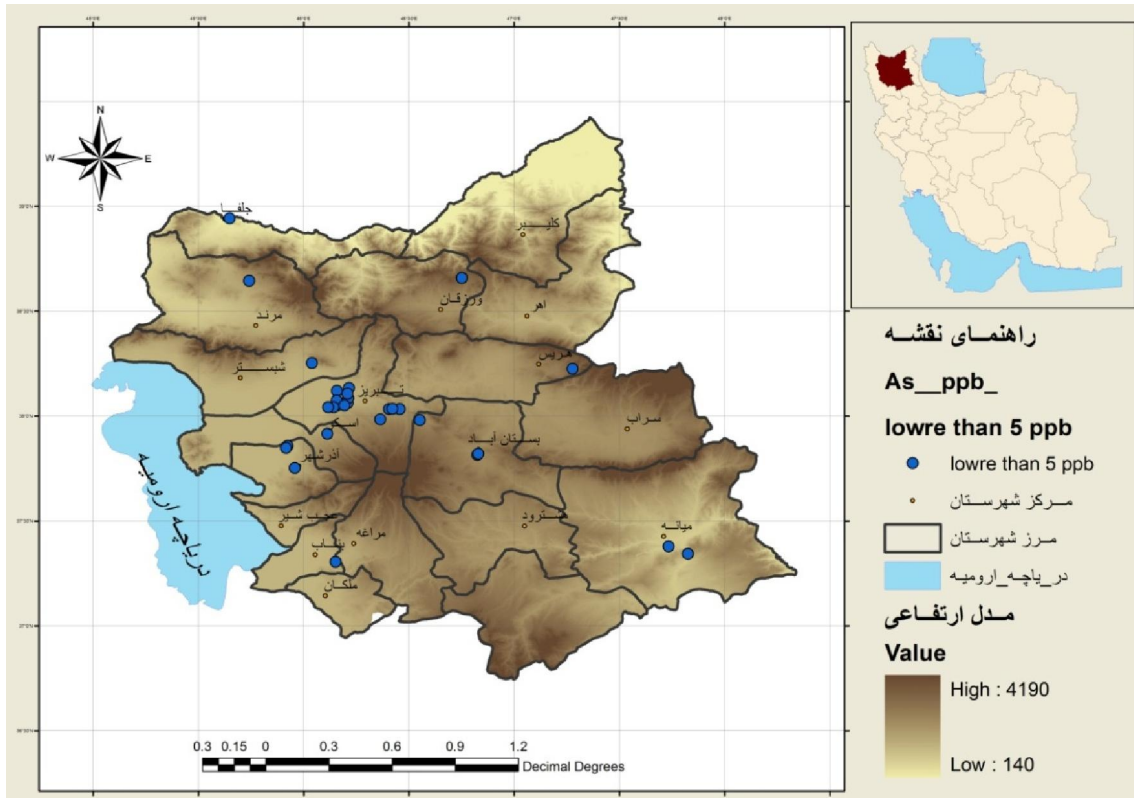 N
W
E
S
جلفا
کلیبر
ورزقان
اهر
مرند
هریس
شبستر
تبریز
سراب
اسکو
بستان آباد
آذرشهر
دریاچه ارومیه
عجب شیر
هشترود
میانه
مراغه
بناب
ملکان
0.3 0.15 0 0.3 0.6 0.9 1.2
Decimal Degrees
راهنمای نقشه
As__ppb_
lowre than 5 ppb
lowre than 5 ppb
مرکز شهرستان
مرز شهرستان
در_یاچه_ارومیه
مدل ارتفاعی
Value
High : 4190
Low : 140